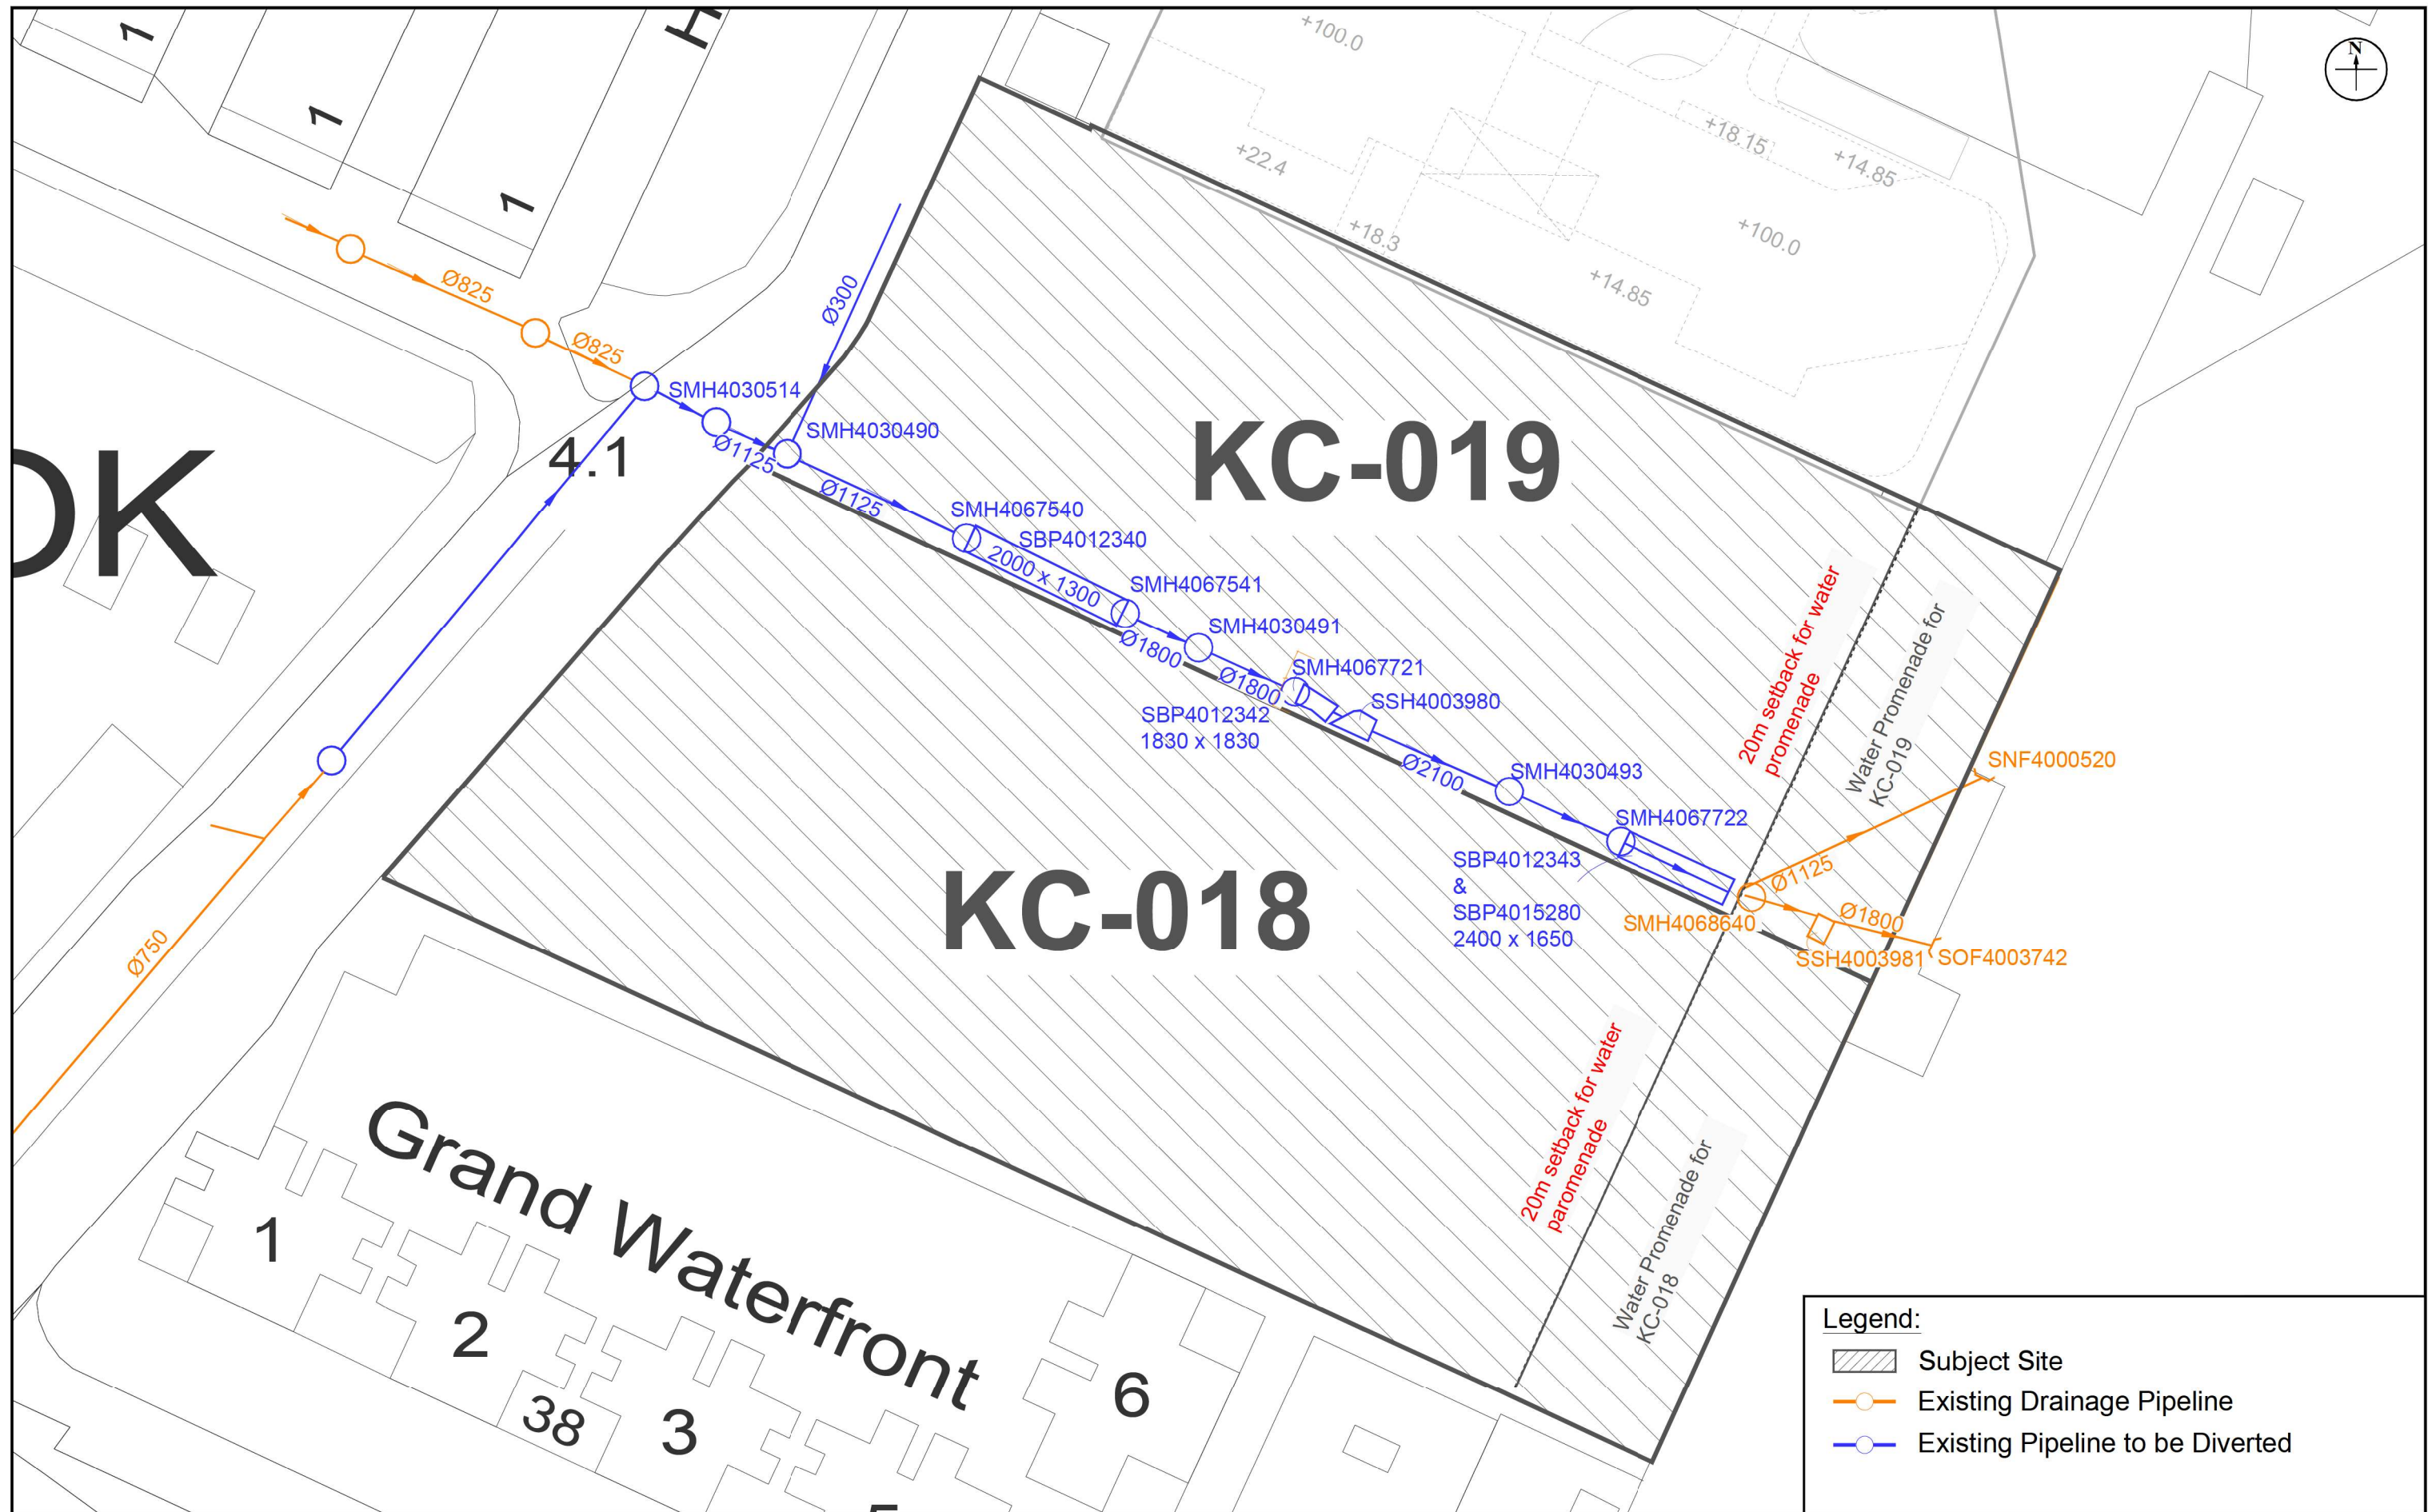 1
1
1
H
N
+100.0
+22.4
+18.3
+18.15
+14.85
+100.0
+14.85
Ø825
Ø825
Ø300
SMH4030514
SMH4030490
4.1
Ø1125
Ø1125
OK
KC-019
SMH4067540
SBP4012340
2000 x 1300
SMH4067541
SMH4030491
Ø1800
SMH4067721
Ø1800
SSH4003980
SBP4012342
1830 x 1830
Ø2100
SMH4030493
SMH4067722
20m setback for water
promenade
Water Promenade for
KC-019
SNF4000520
KC-018
SBP4012343
&
SBP4015280
2400 x 1650
Ø1125
Ø1800
SMH4068640
SSH4003981
SOF4003742
Ø750
20m setback for water
paromenade
Water Promenade for
KC-018
Grand Waterfront
1
2
38
3
5
6
Legend:
Subject Site
Existing Drainage Pipeline
Existing Pipeline to be Diverted